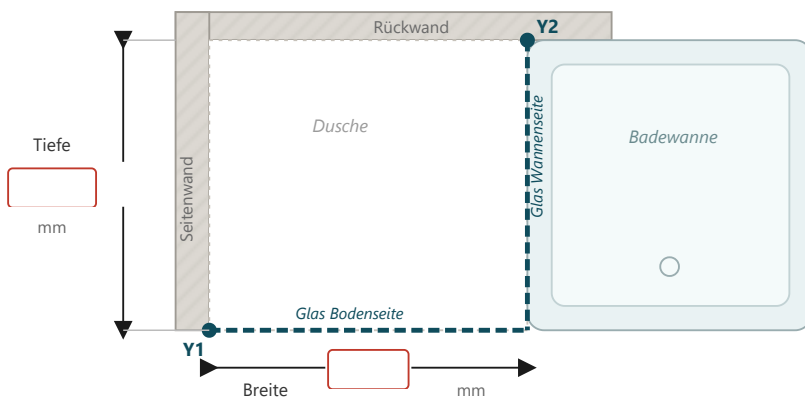 Rückwand
Y2
Dusche
Badewanne
Glas Wannenseite
Tiefe
mm
Seitenwand
Glas Bodenseite
Y1
Breite
mm